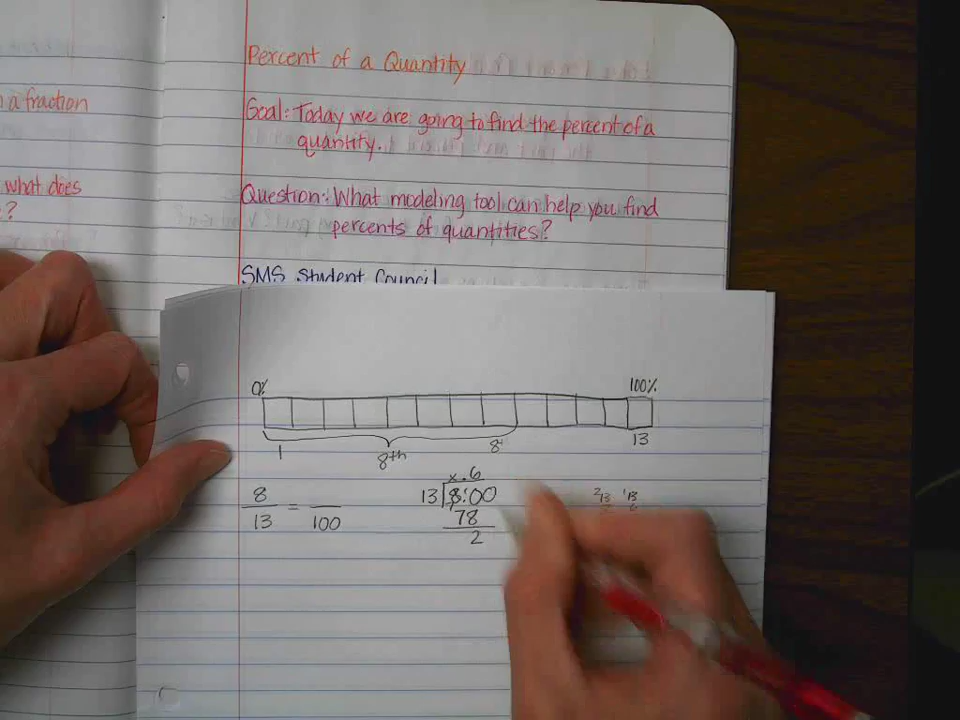 n a fraction
what does
?
Percent of a Quantity
Goal: Today we are going to find the percent of a
quantity.
Question: What modeling tool can help you find
percents of quantities?
SMS Student Council
0% 100%
1 8 13
8th
8/13 = /100
x.6
13 8.00
78
2